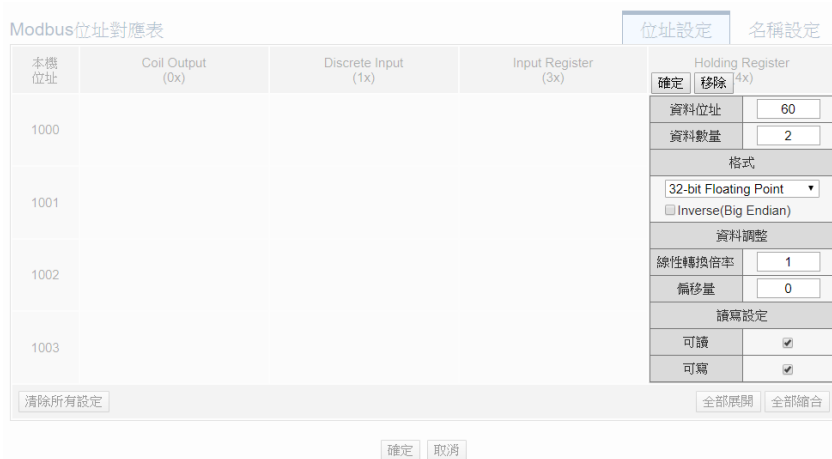 Modbus位址對應表
位址設定
名稱設定
本機
位址
Coil Output
(0x)
Discrete Input
(1x)
Input Register
(3x)
Holding Register
4x)
確定
移除
1000
1001
1002
1003
資料位址
60
資料數量
2
格式
32-bit Floating Point
Inverse(Big Endian)
資料調整
線性轉換倍率
1
偏移量
0
讀寫設定
可讀
可寫
清除所有設定
全部展開
全部縮合
確定
取消